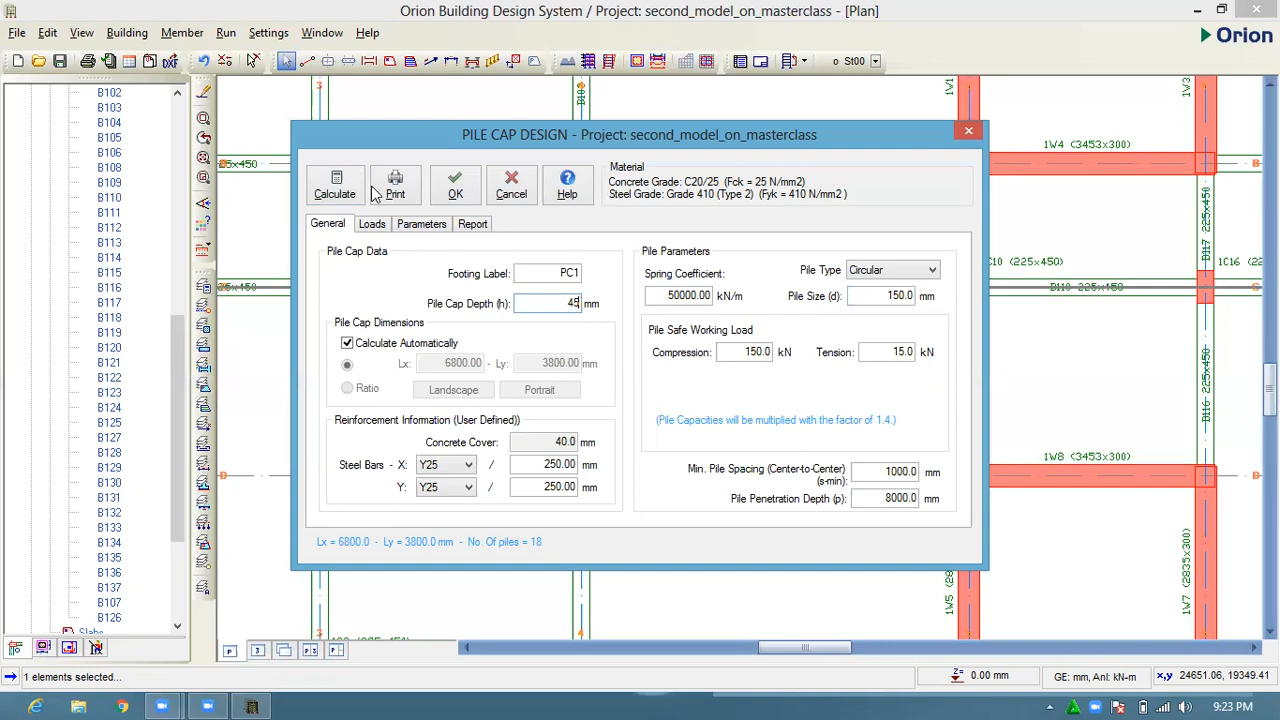 Orion Building Design System / Project: second_model_on_masterclass - [Plan]
File Edit View Building Member Run Settings Window Help
Orion
DXF
St00
B102
B103
B104
B105
B106
B108
B109
B110
B111
B112
B113
B114
B115
B116
B117
B118
B119
B120
B121
B122
B123
B124
B125
B127
B128
B129
B130
B131
B132
B133
B134
B135
B136
B137
B107
B126
Slabs
25x450
25x450
1W1
1W3
1W4 (3453x300)
B
B117 225x450
1C16
C10 (225x450)
B110 (225x450)
B116 225x450
1W8 (3453x300)
1W7 (2835x300)
D
3
4
PILE CAP DESIGN - Project: second_model_on_masterclass
Calculate
Print
OK
Cancel
Help
Material
Concrete Grade: C20/25 (Fck = 25 N/mm2)
Steel Grade: Grade 410 (Type 2) (Fyk = 410 N/mm2 )
General Loads Parameters Report
Pile Cap Data
Footing Label: PC1
Pile Cap Depth (h): 45 mm
Pile Cap Dimensions
Calculate Automatically
Lx: 6800.00 - Ly: 3800.00 mm
Ratio Landscape Portrait
Reinforcement Information (User Defined))
Concrete Cover: 40.0 mm
Steel Bars - X: Y25 / 250.00 mm
Y: Y25 / 250.00 mm
Pile Parameters
Spring Coefficient: Pile Type Circular
50000.00 kN/m Pile Size (d): 150.0 mm
Pile Safe Working Load
Compression: 150.0 kN Tension: 15.0 kN
(Pile Capacities will be multiplied with the factor of 1.4.)
Min. Pile Spacing (Center-to-Center) 1000.0 mm
(s-min)
Pile Penetration Depth (p): 8000.0 mm
Lx = 6800.0 - Ly = 3800.0 mm - No. Of piles = 18
1 elements selected...
Z= 0.00 mm
GE: mm, Anl: kN-m
x,y 24651.06, 19349.41
9:23 PM